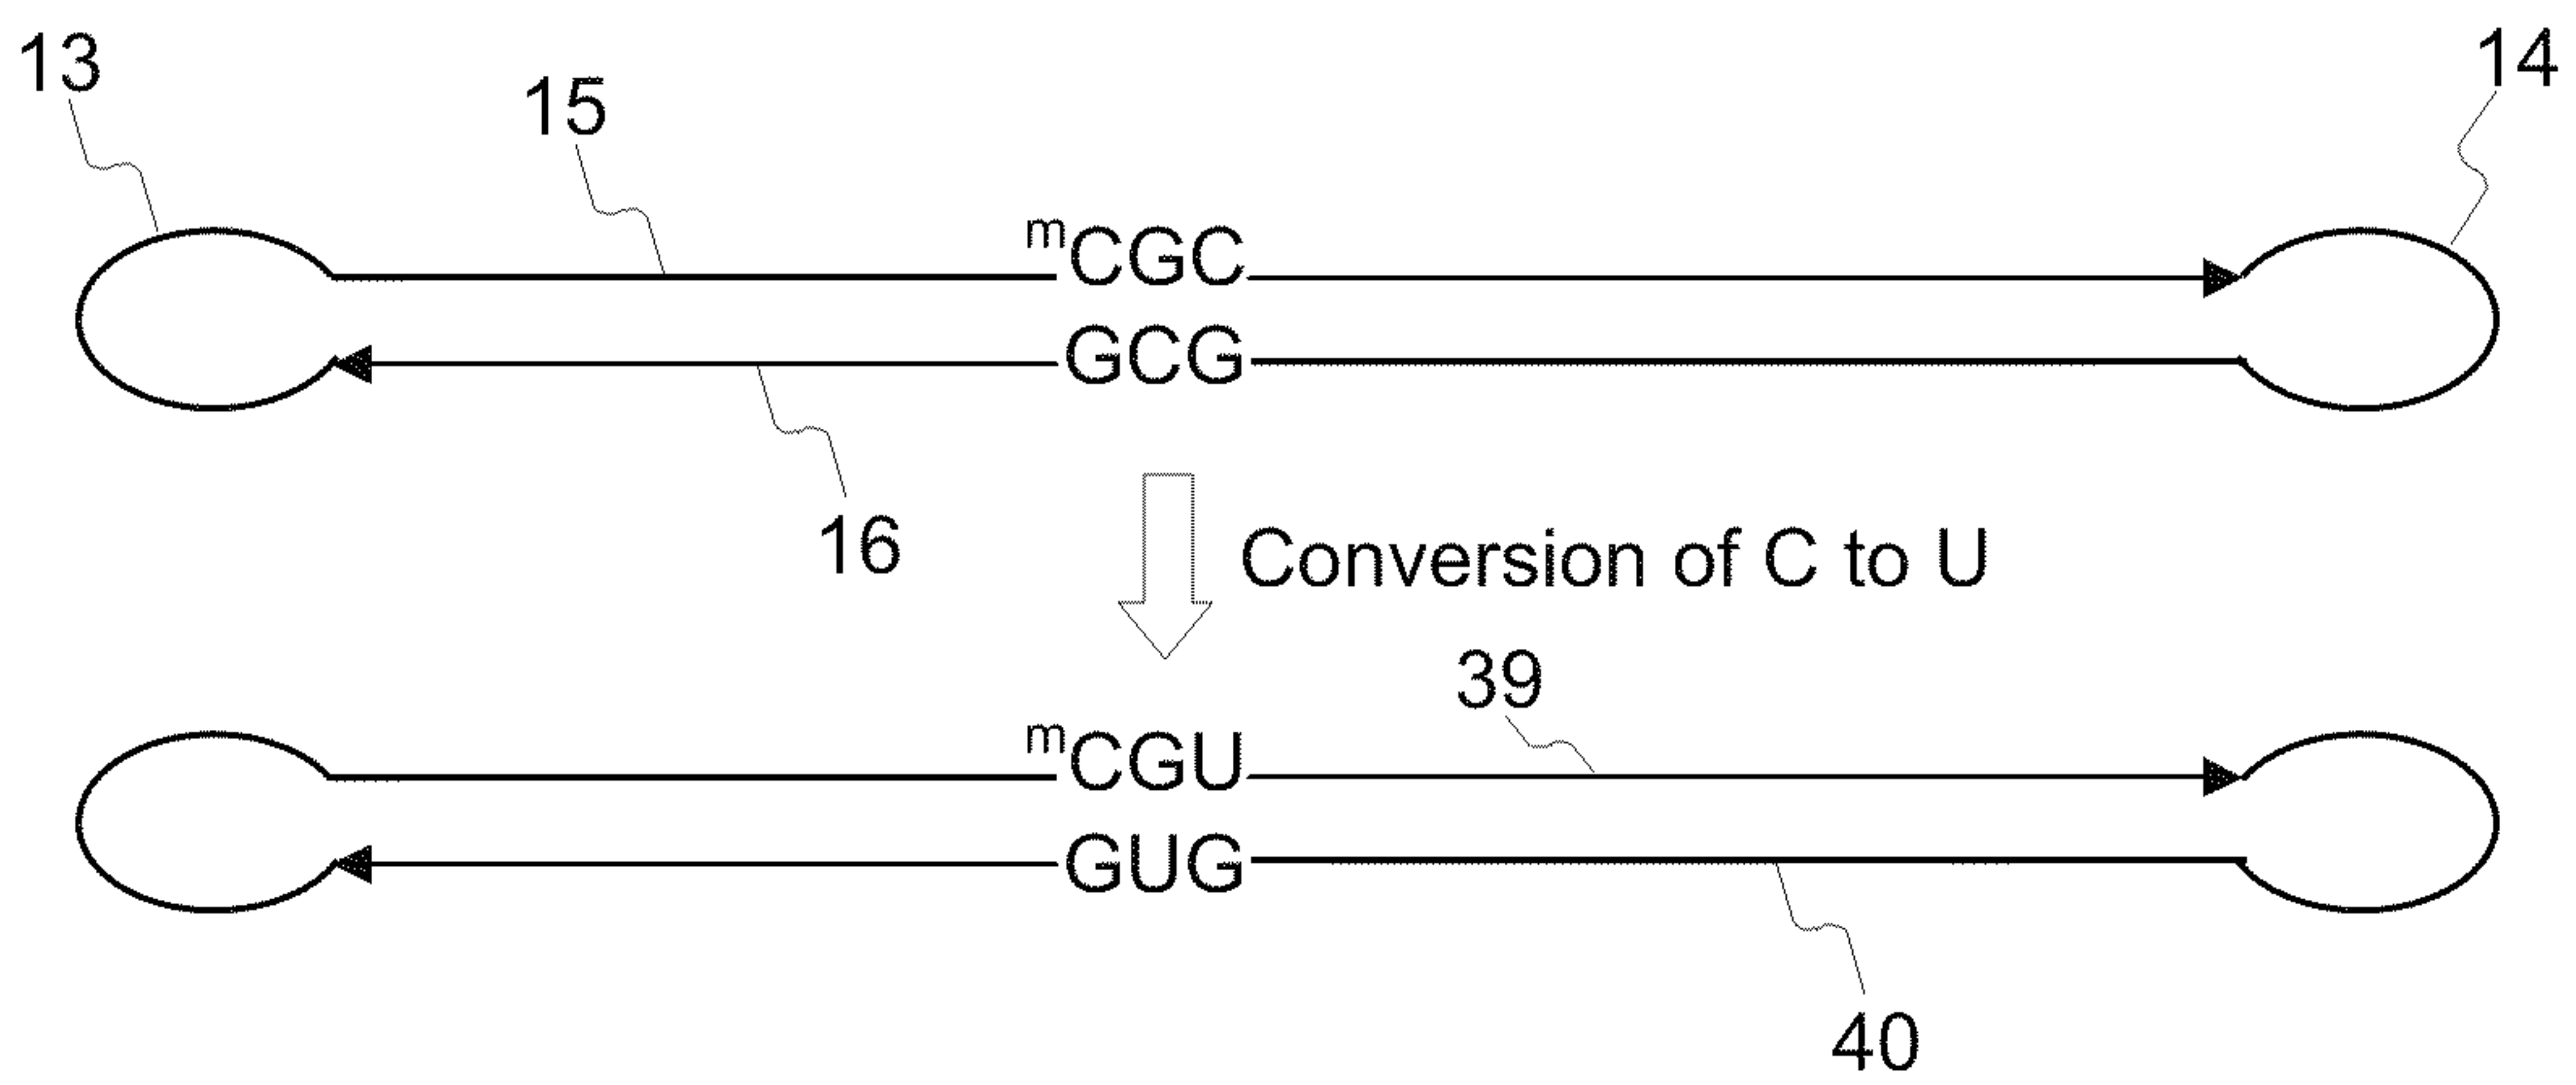 13
14
15
ᵐCGC
GCG
16
Conversion of C to U
39
ᵐCGU
GUG
40